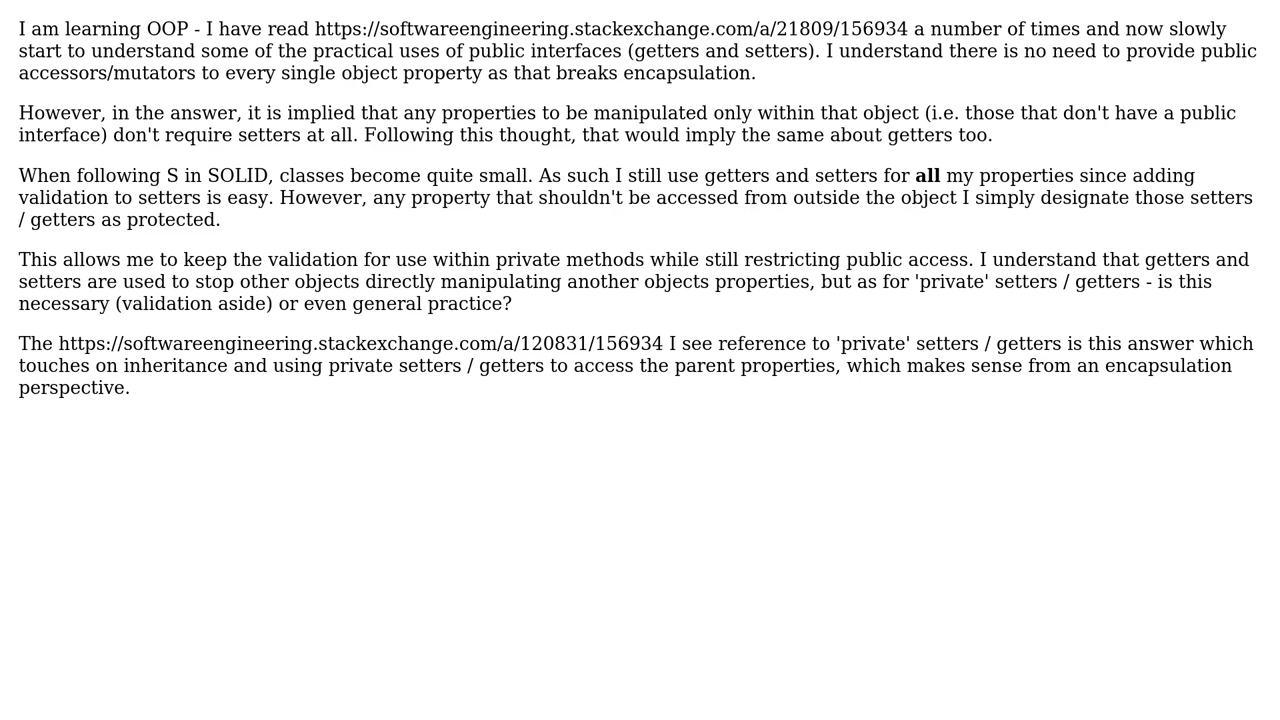 I am learning OOP - I have read https://softwareengineering.stackexchange.com/a/21809/156934 a number of times and now slowly
start to understand some of the practical uses of public interfaces (getters and setters). I understand there is no need to provide public
accessors/mutators to every single object property as that breaks encapsulation.
However, in the answer, it is implied that any properties to be manipulated only within that object (i.e. those that don't have a public
interface) don't require setters at all. Following this thought, that would imply the same about getters too.
When following S in SOLID, classes become quite small. As such I still use getters and setters for all my properties since adding
validation to setters is easy. However, any property that shouldn't be accessed from outside the object I simply designate those setters
/ getters as protected.
This allows me to keep the validation for use within private methods while still restricting public access. I understand that getters and
setters are used to stop other objects directly manipulating another objects properties, but as for 'private' setters / getters - is this
necessary (validation aside) or even general practice?
The https://softwareengineering.stackexchange.com/a/120831/156934 I see reference to 'private' setters / getters is this answer which
touches on inheritance and using private setters / getters to access the parent properties, which makes sense from an encapsulation
perspective.